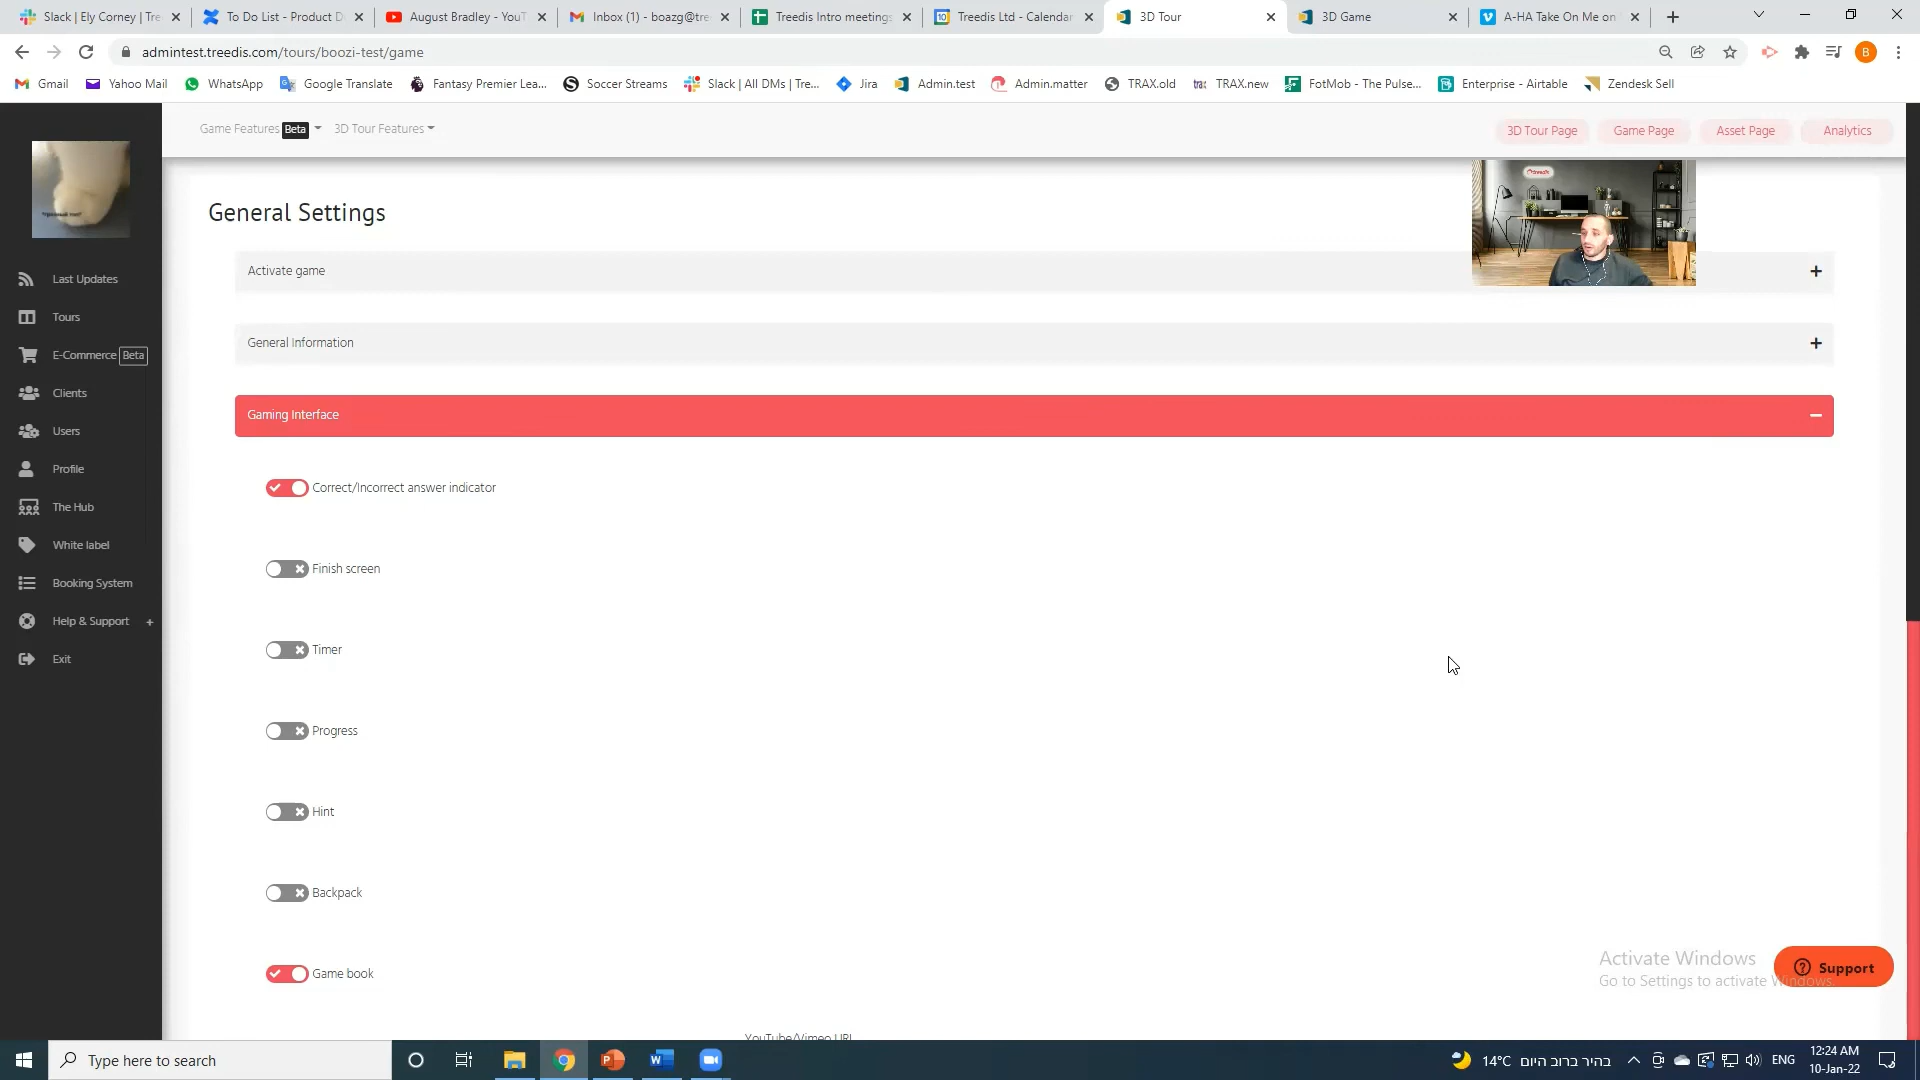 Slack | Ely Corney | Tre
To Do List - Product D
August Bradley - YouT
Inbox (1) - boazg@tre
Treedis Intro meetings
Treedis Ltd - Calendar
3D Tour
3D Game
A-HA Take On Me on
admintest.treedis.com/tours/boozi-test/game
B
Gmail
Yahoo Mail
WhatsApp
Google Translate
Fantasy Premier Lea...
Soccer Streams
Slack | All DMs | Tre...
Jira
Admin.test
Admin.matter
TRAX.old
TRAX.new
FotMob - The Pulse...
Enterprise - Airtable
Zendesk Sell
Game Features Beta
3D Tour Features
3D Tour Page
Game Page
Asset Page
Analytics
Last Updates
Tours
E-Commerce Beta
Clients
Users
Profile
The Hub
White label
Booking System
Help & Support +
Exit
General Settings
Activate game
General Information
Gaming Interface
Correct/Incorrect answer indicator
Finish screen
Timer
Progress
Hint
Backpack
Game book
YouTube/Vimeo URL
Activate Windows
Go to Settings to activate Windows.
Support
Type here to search
14°C בהיר ברוב היום
ENG
12:24 AM
10-Jan-22